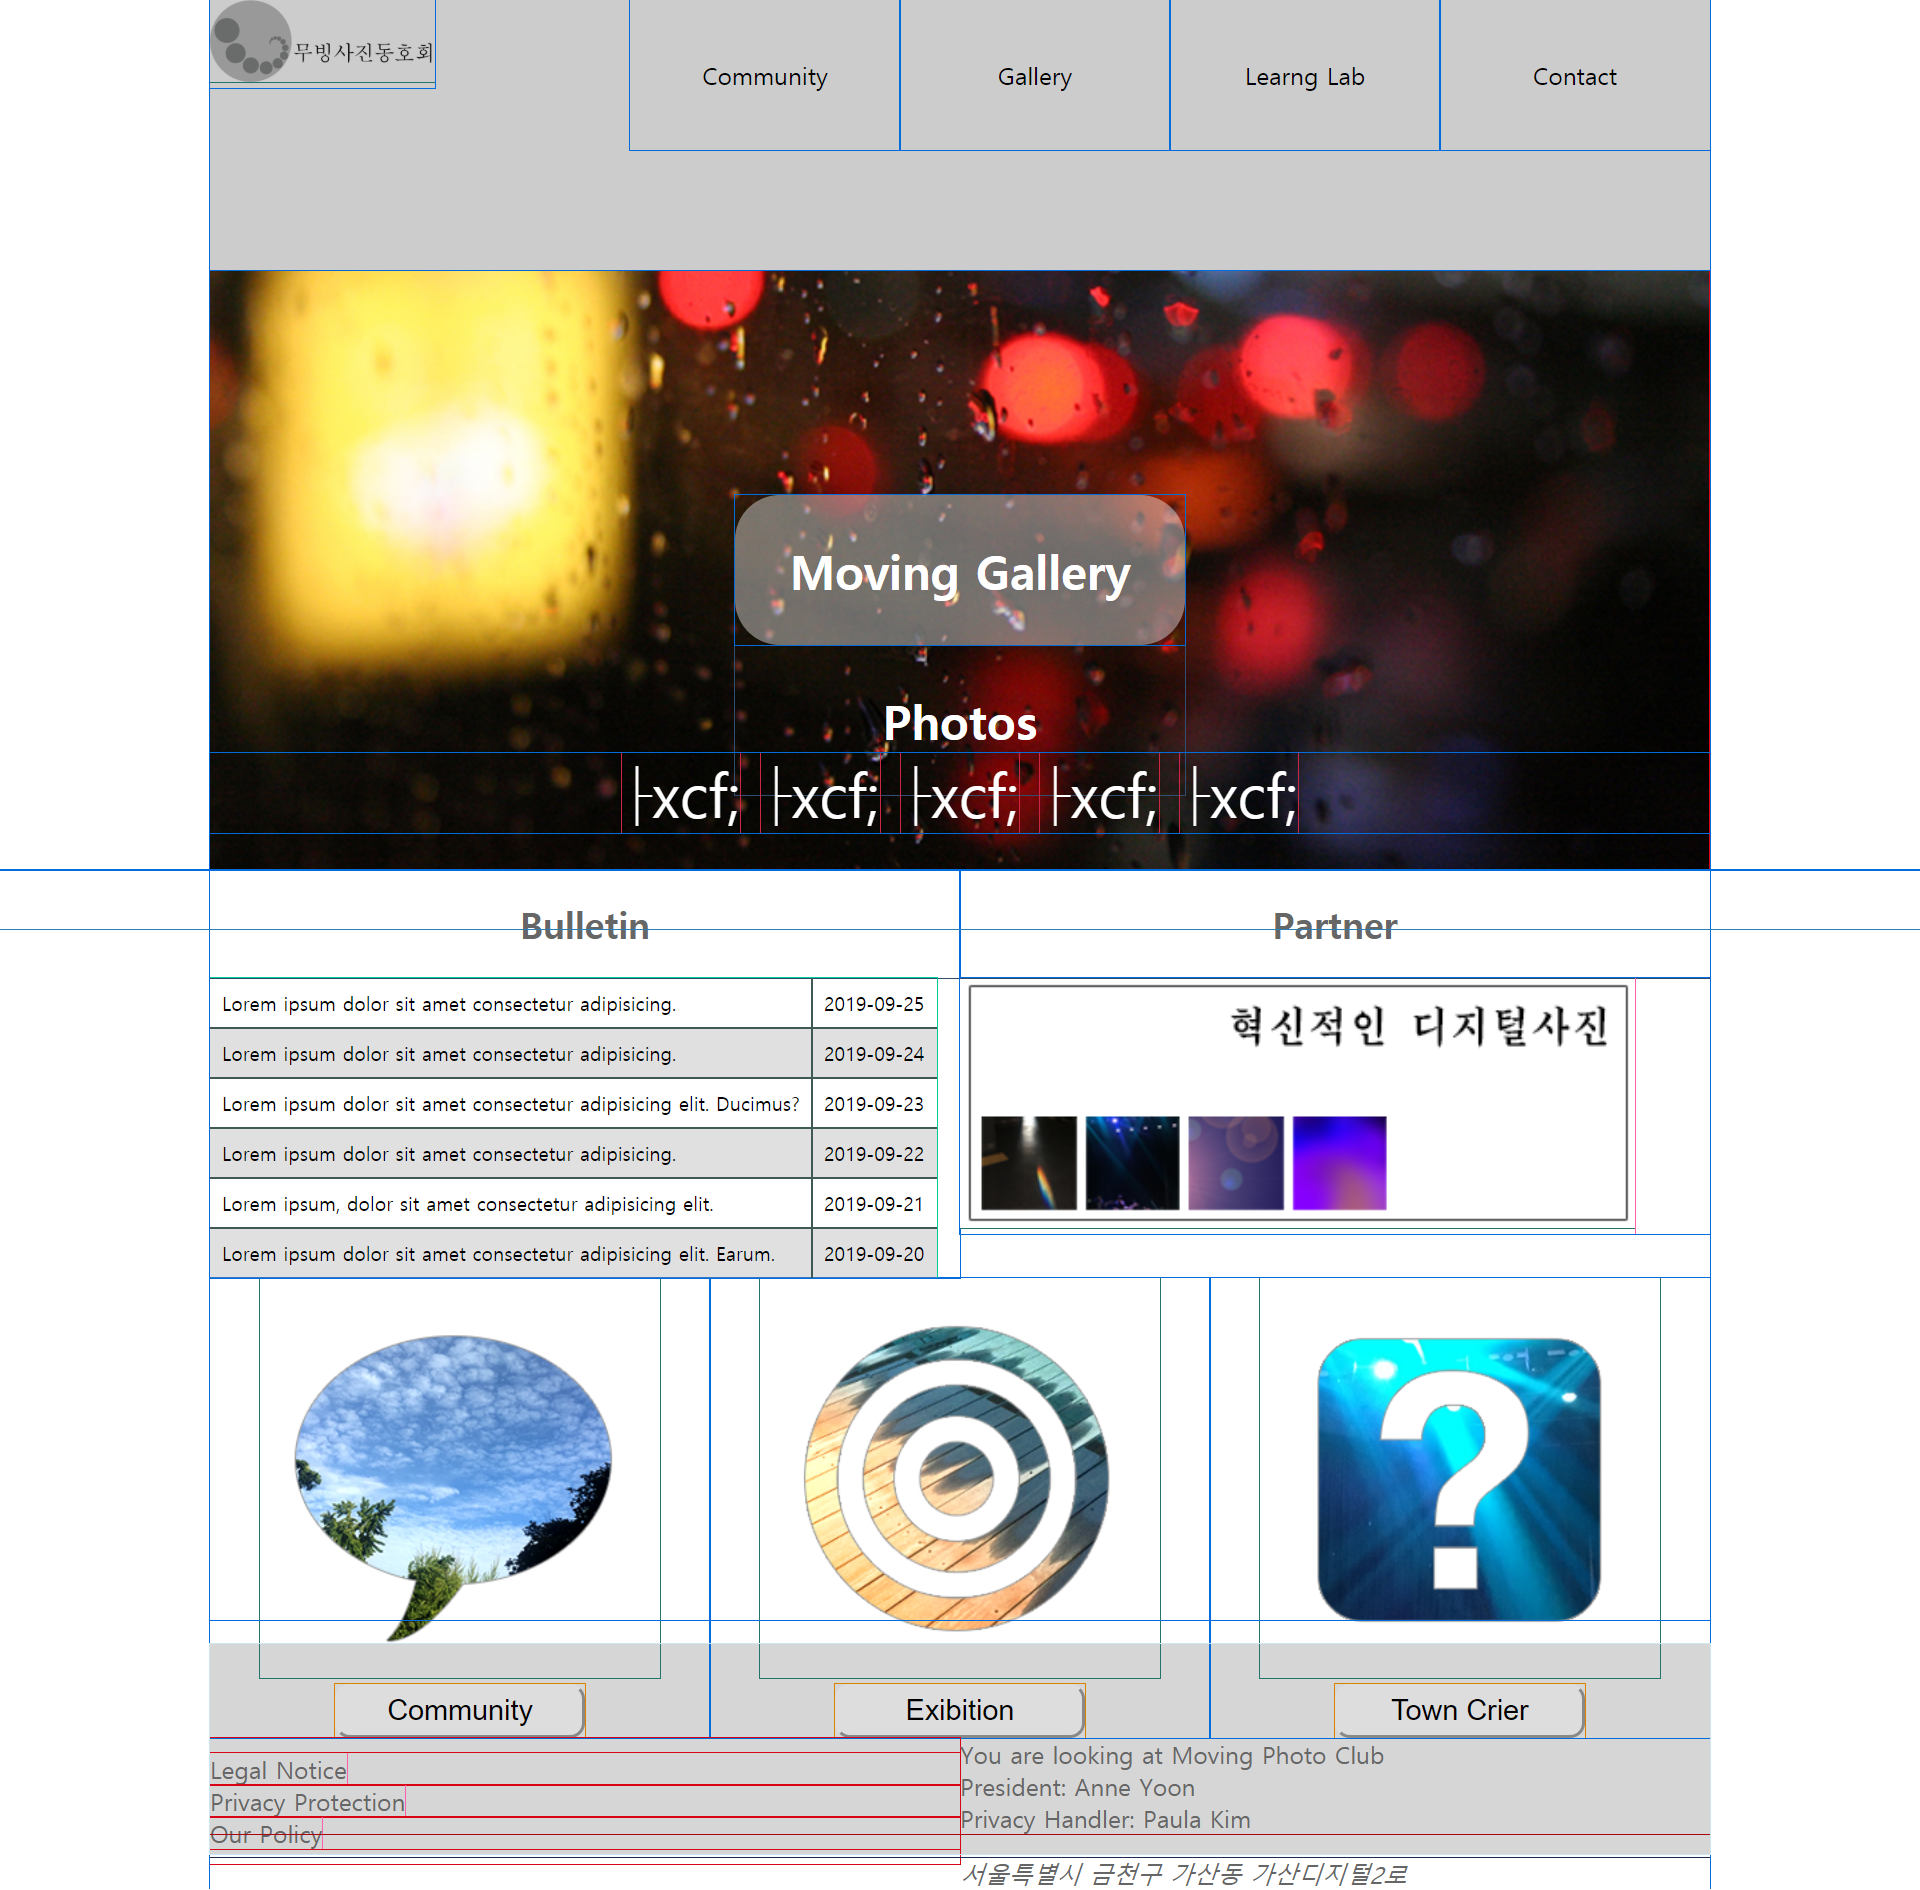 무빙사진동호회
Community
Gallery
Learng Lab
Contact
Moving Gallery
Photos
├xcf; ├xcf; ├xcf; ├xcf; ├xcf;
Bulletin
Lorem ipsum dolor sit amet consectetur adipisicing. 2019-09-25
Lorem ipsum dolor sit amet consectetur adipisicing. 2019-09-24
Lorem ipsum dolor sit amet consectetur adipisicing elit. Ducimus? 2019-09-23
Lorem ipsum dolor sit amet consectetur adipisicing. 2019-09-22
Lorem ipsum, dolor sit amet consectetur adipisicing elit. 2019-09-21
Lorem ipsum dolor sit amet consectetur adipisicing elit. Earum. 2019-09-20
Partner
혁신적인 디지털사진
?
Community
Exibition
Town Crier
Legal Notice
Privacy Protection
Our Policy
You are looking at Moving Photo Club
President: Anne Yoon
Privacy Handler: Paula Kim
서울특별시 금천구 가산동 가산디지털2로